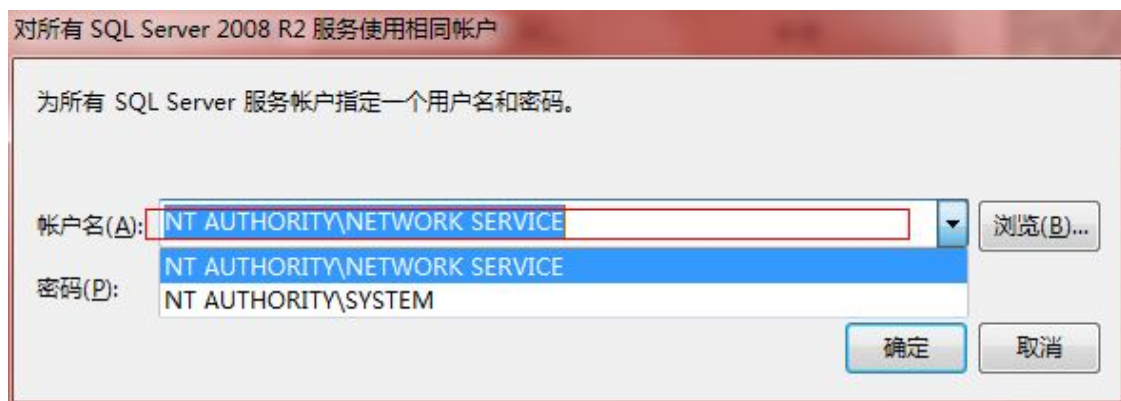 对所有 SQL Server 2008 R2 服务使用相同帐户
为所有 SQL Server 服务帐户指定一个用户名和密码。
帐户名(A): NT AUTHORITY\NETWORK SERVICE 浏览(B)...
NT AUTHORITY\NETWORK SERVICE
密码(P): NT AUTHORITY\SYSTEM
确定 取消